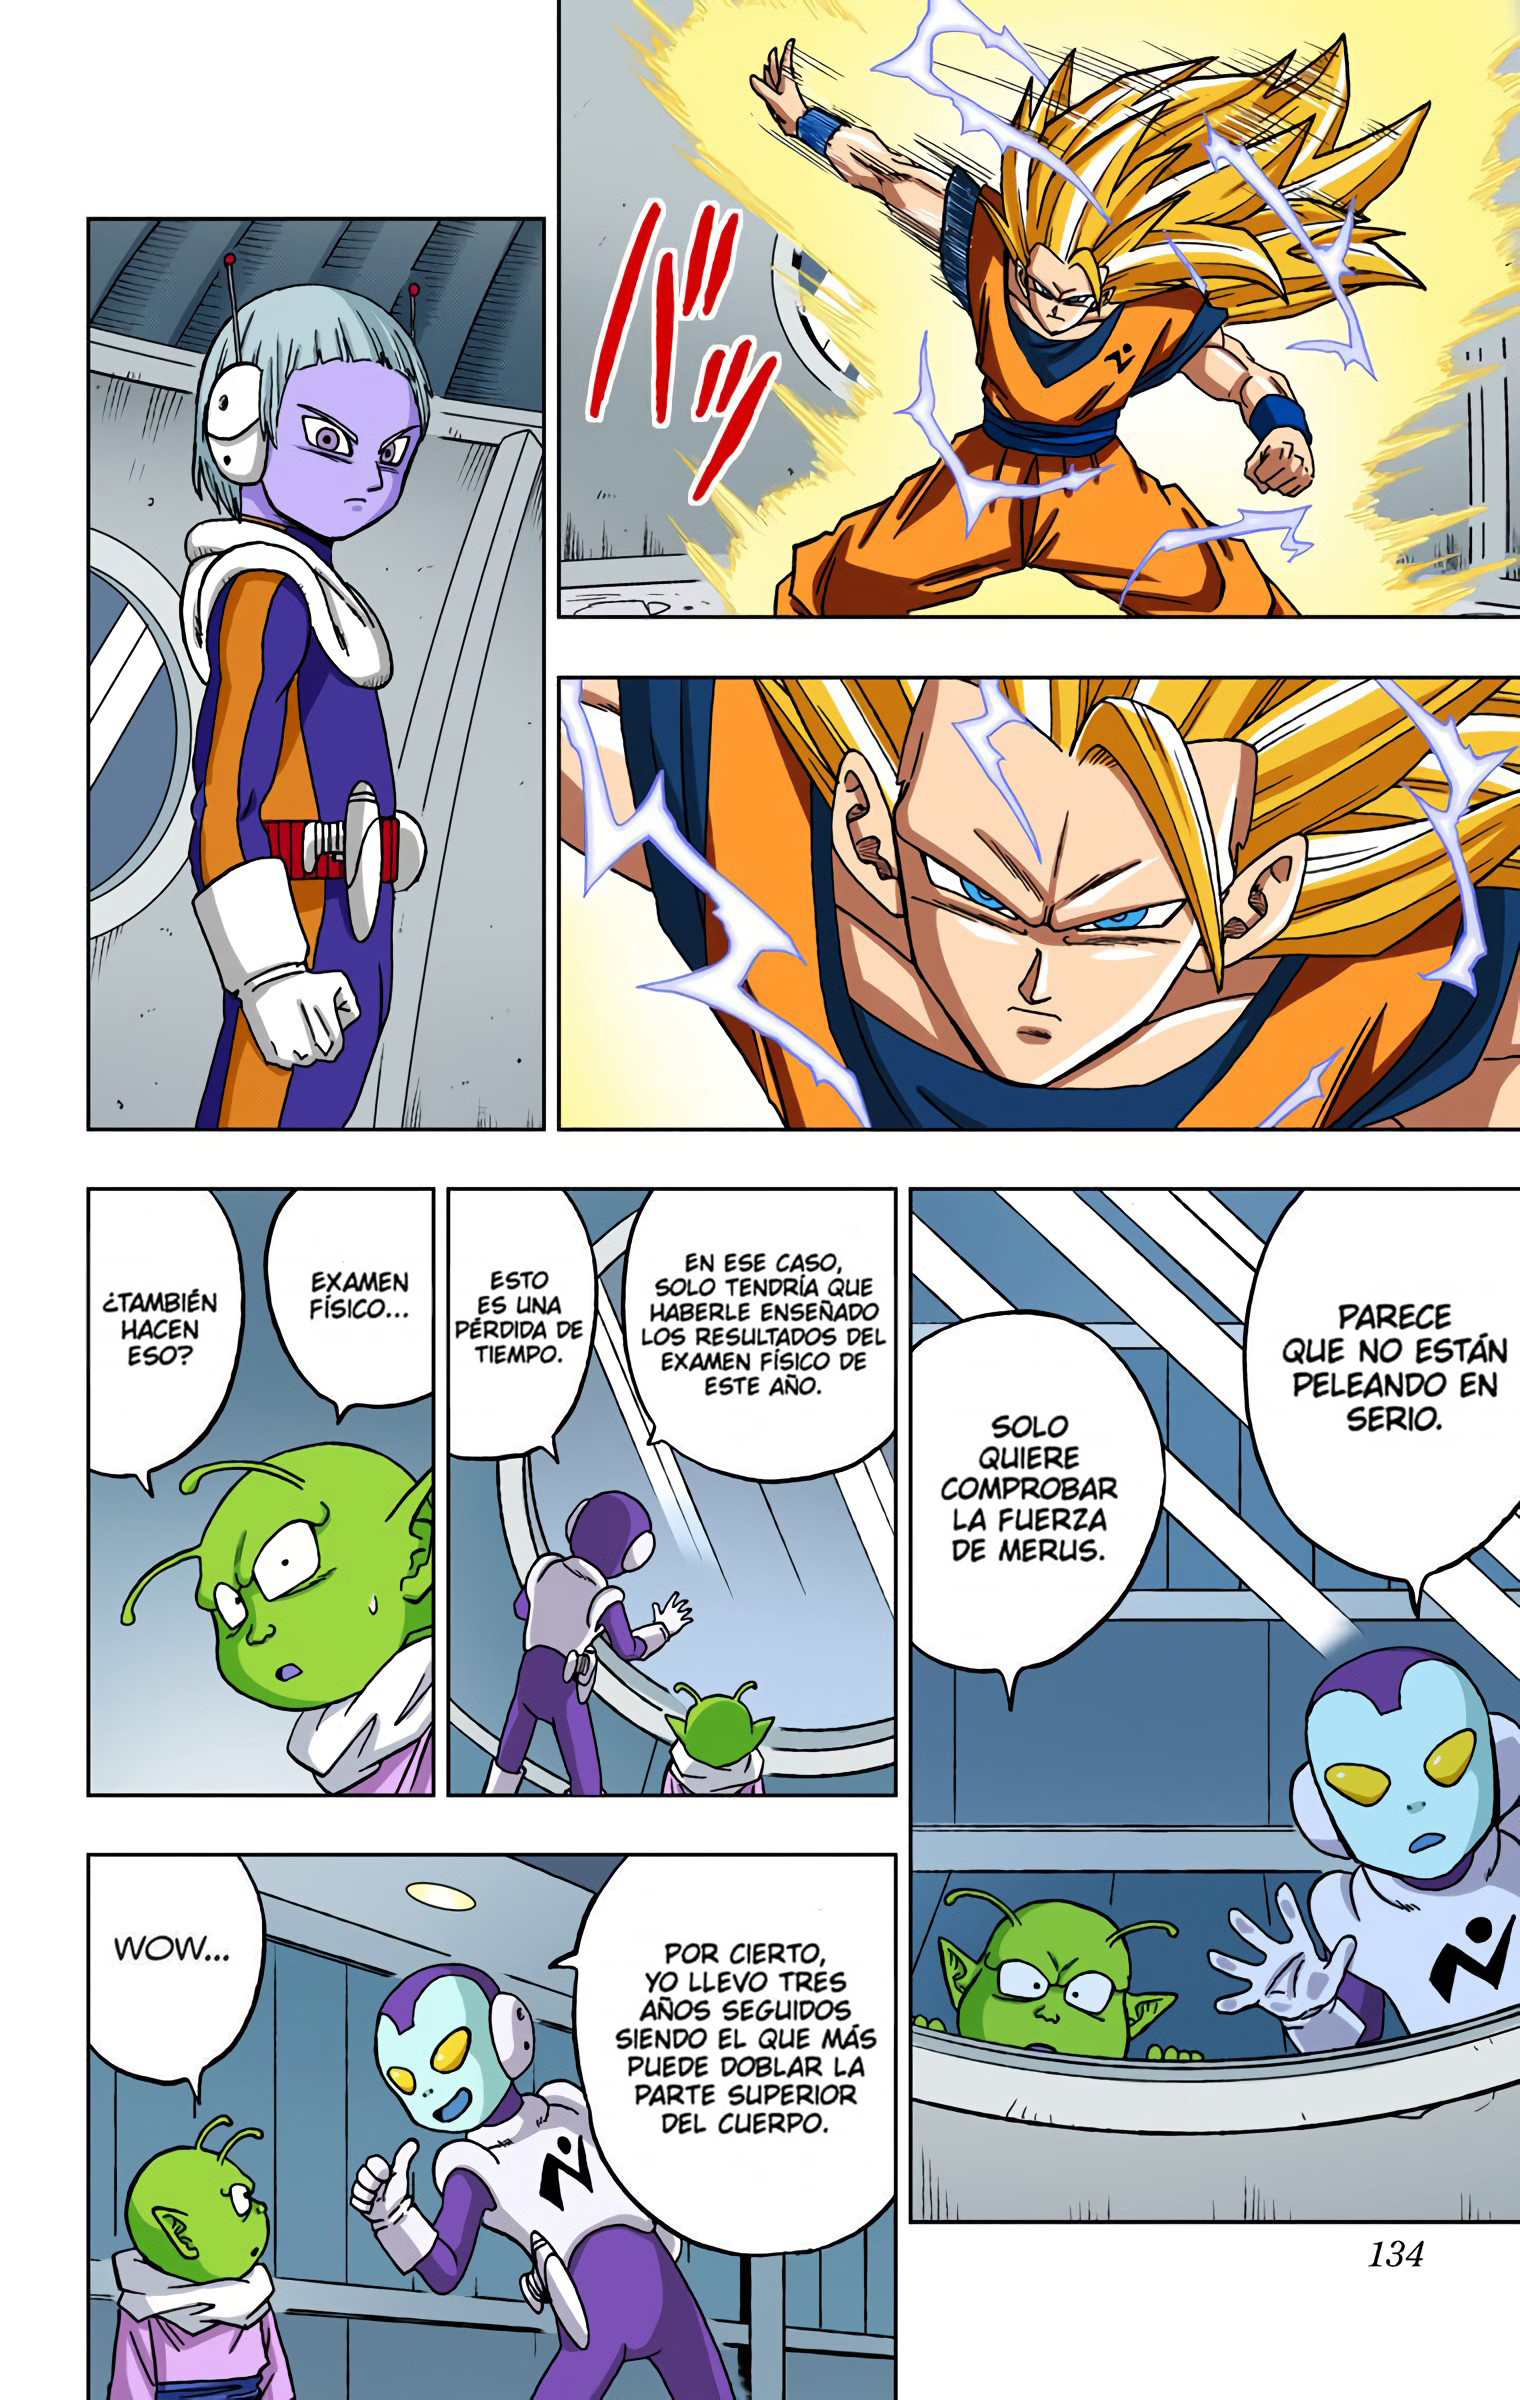 バッ
PARECE
QUE NO ESTÁN
PELEANDO EN
SERIO.
SOLO
QUIERE
COMPROBAR
LA FUERZA
DE MERUS.
EN ESE CASO,
SOLO TENDRÍA QUE
HABERLE ENSEÑADO
LOS RESULTADOS DEL
EXAMEN FÍSICO DE
ESTE AÑO.
ESTO
ES UNA
PÉRDIDA DE
TIEMPO.
EXAMEN
FÍSICO...
¿TAMBIÉN
HACEN
ESO?
POR CIERTO,
YO LLEVO TRES
AÑOS SEGUIDOS
SIENDO EL QUE MÁS
PUEDE DOBLAR LA
PARTE SUPERIOR
DEL CUERPO.
WOW...
134